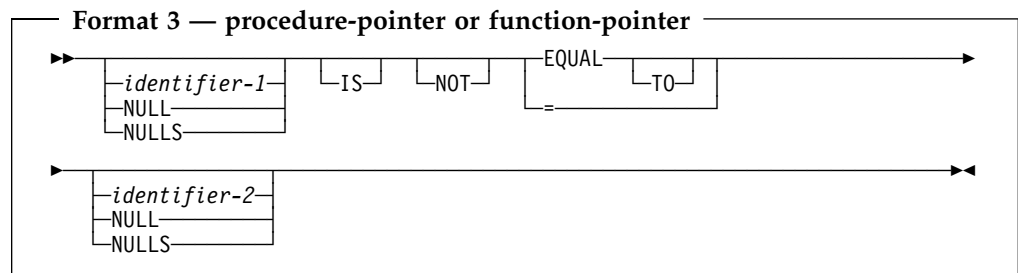 Format 3 — procedure-pointer or function-pointer
EQUAL
identifier-1 IS NOT TO
NULL =
NULLS
identifier-2
NULL
NULLS